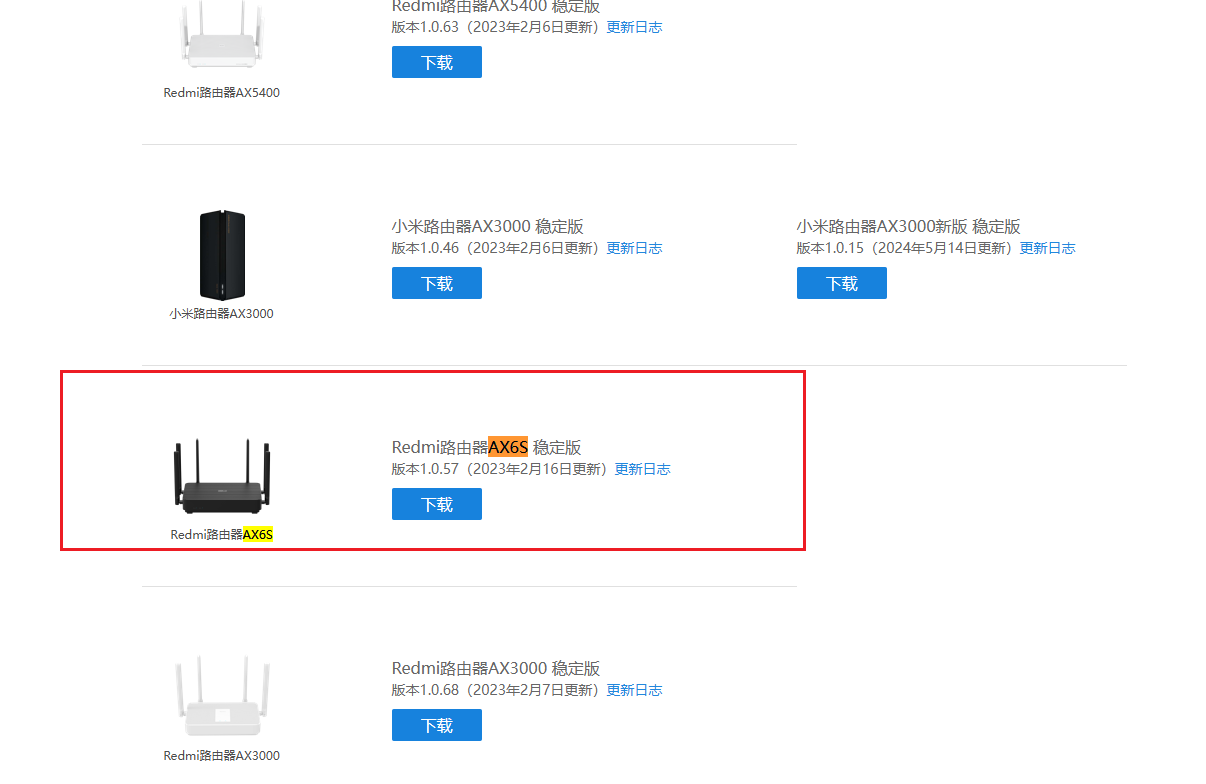 Redmi路由器AX5400 稳定版
版本1.0.63（2023年2月6日更新）更新日志
下载
Redmi路由器AX5400
小米路由器AX3000 稳定版
版本1.0.46（2023年2月6日更新）更新日志
下载
小米路由器AX3000新版 稳定版
版本1.0.15（2024年5月14日更新）更新日志
下载
小米路由器AX3000
Redmi路由器AX6S 稳定版
版本1.0.57（2023年2月16日更新）更新日志
下载
Redmi路由器AX6S
Redmi路由器AX3000 稳定版
版本1.0.68（2023年2月7日更新）更新日志
下载
Redmi路由器AX3000